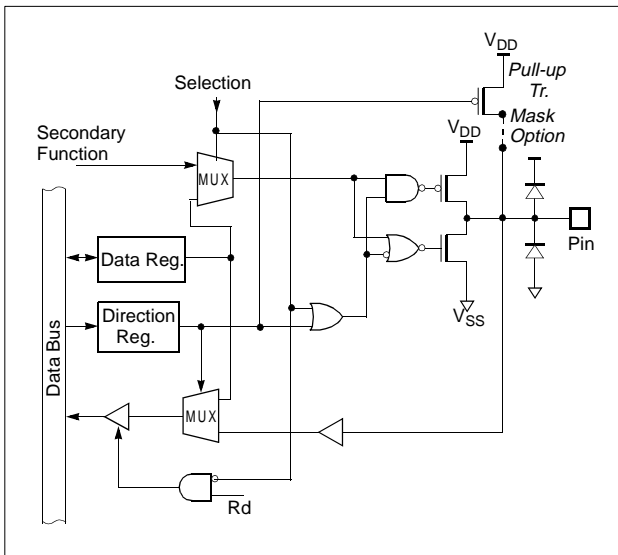 VDD
Pull-up
Tr.
Selection
Mask
Option
VDD
Secondary
Function
MUX
Pin
Data Reg.
Direction
Reg.
VSS
Data Bus
MUX
Rd